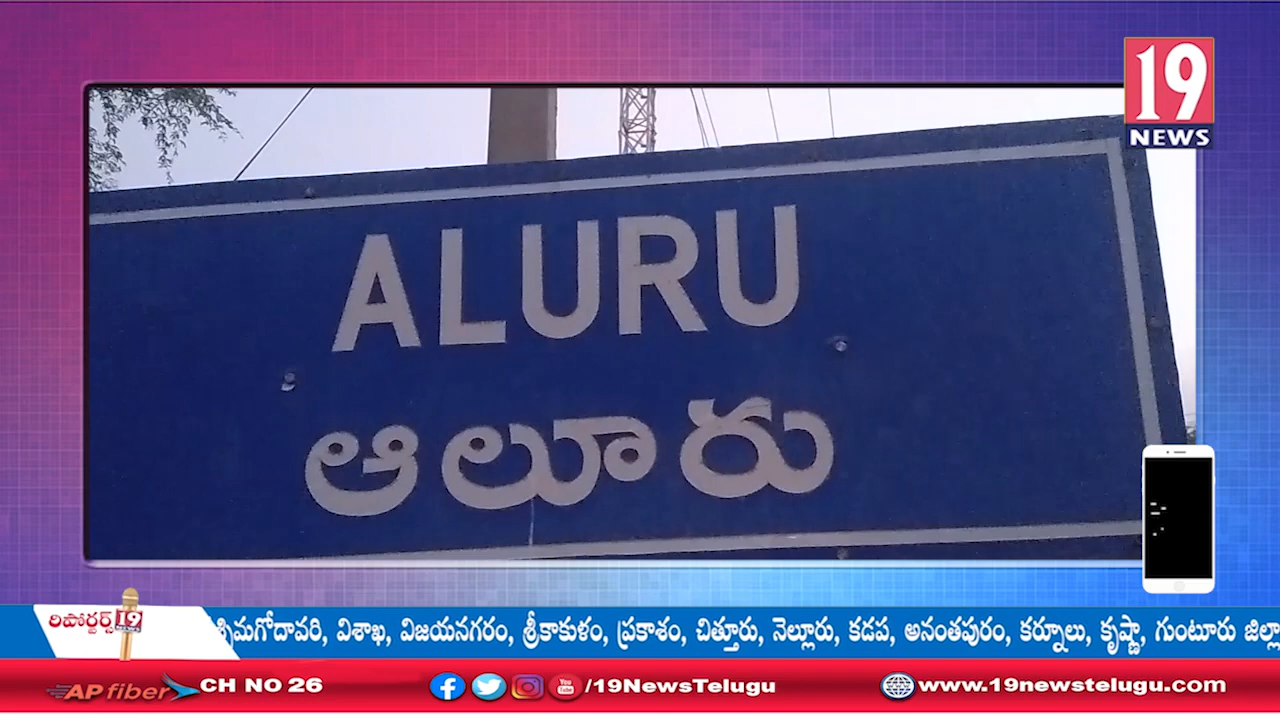 19
NEWS
ALURU
ఆలూరు
రిపోర్టర్స్ 19
NEWS
శ్చిమగోదావరి, విశాఖ, విజయనగరం, శ్రీకాకుళం, ప్రకాశం, చిత్తూరు, నెల్లూరు, కడప, అనంతపురం, కర్నూలు, కృష్ణా, గుంటూరు జిల్లా
AP fiber CH NO 26
/19NewsTelugu
www.19newstelugu.com